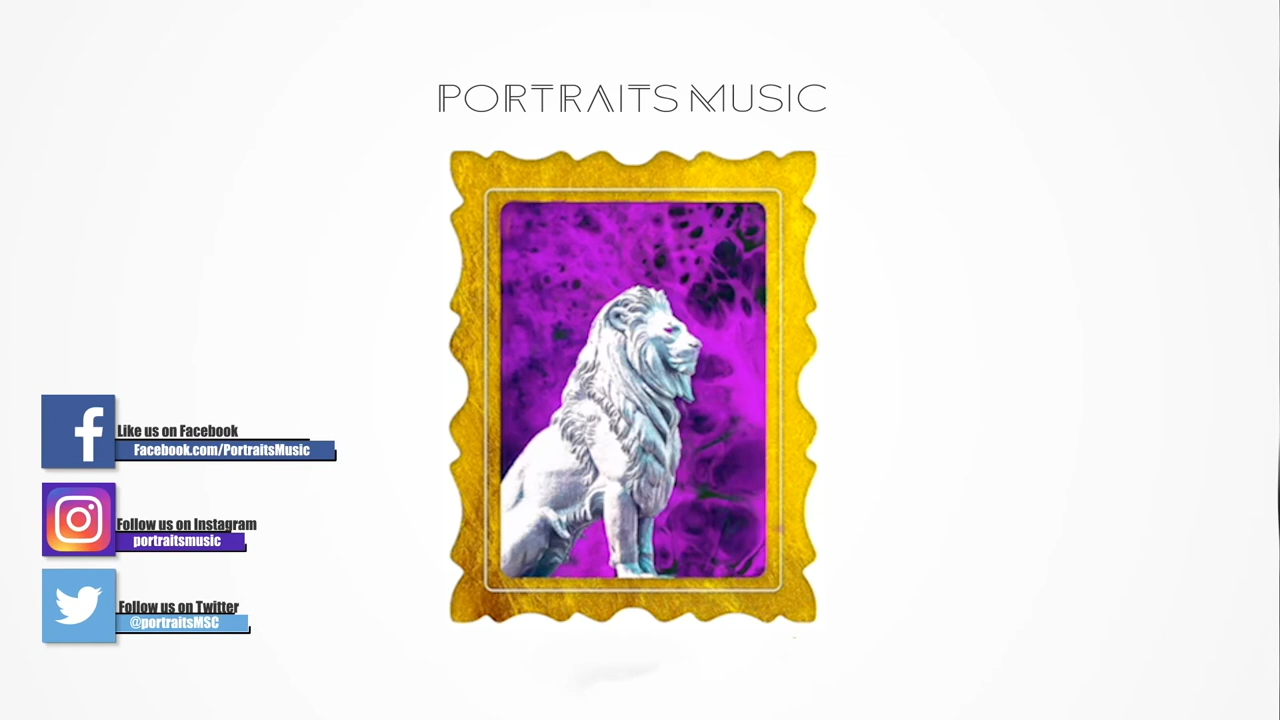 PORTRAITS MUSIC
Like us on Facebook
Facebook.com/PortraitsMusic
Follow us on Instagram
portraitsmusic
Follow us on Twitter
@portraitsMSC